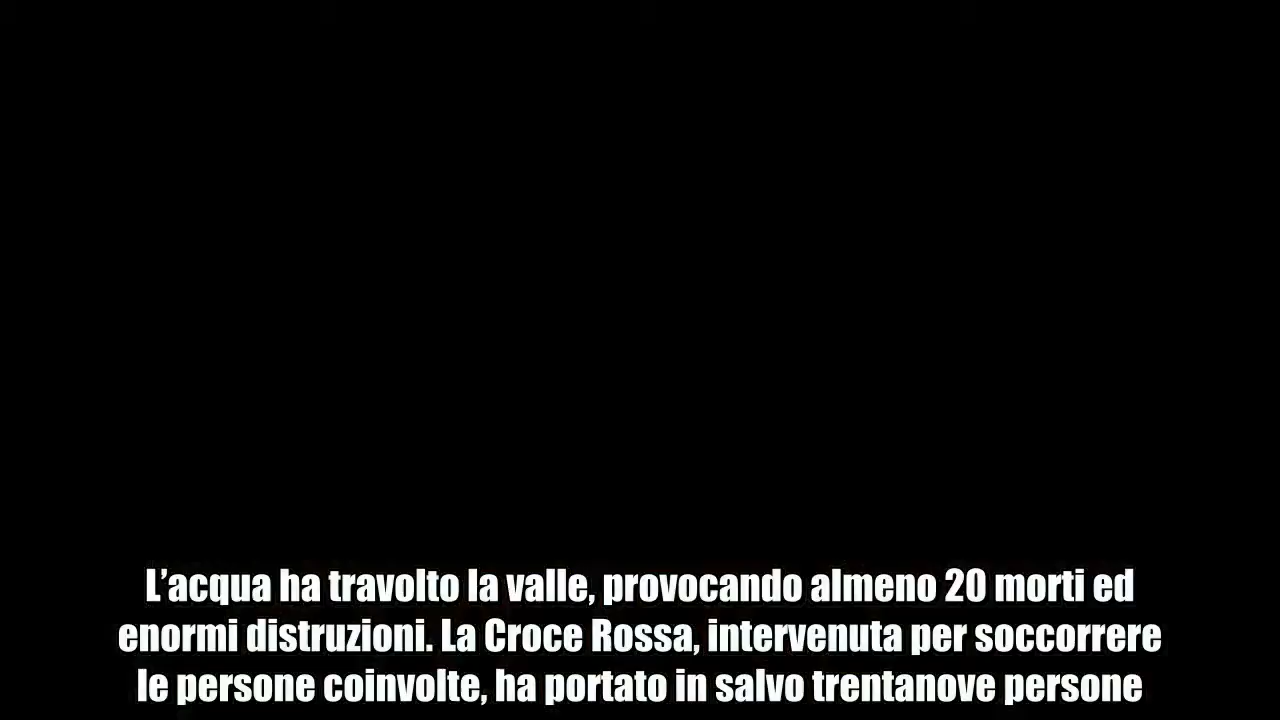 L’acqua ha travolto la valle, provocando almeno 20 morti ed
enormi distruzioni. La Croce Rossa, intervenuta per soccorrere
le persone coinvolte, ha portato in salvo trentanove persone